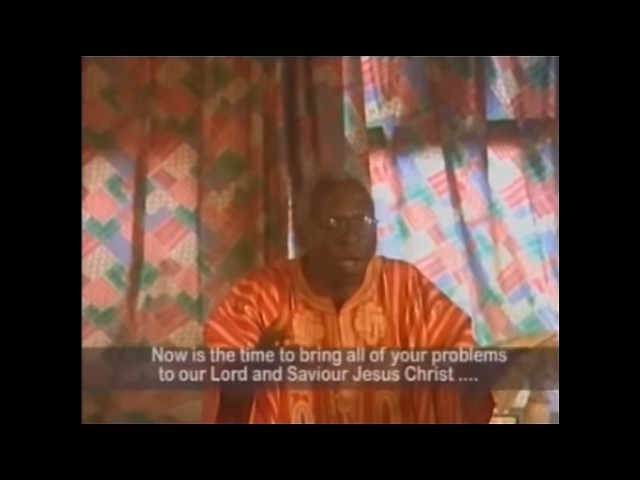 Now is the time to bring all of your problems
to our Lord and Saviour Jesus Christ ....